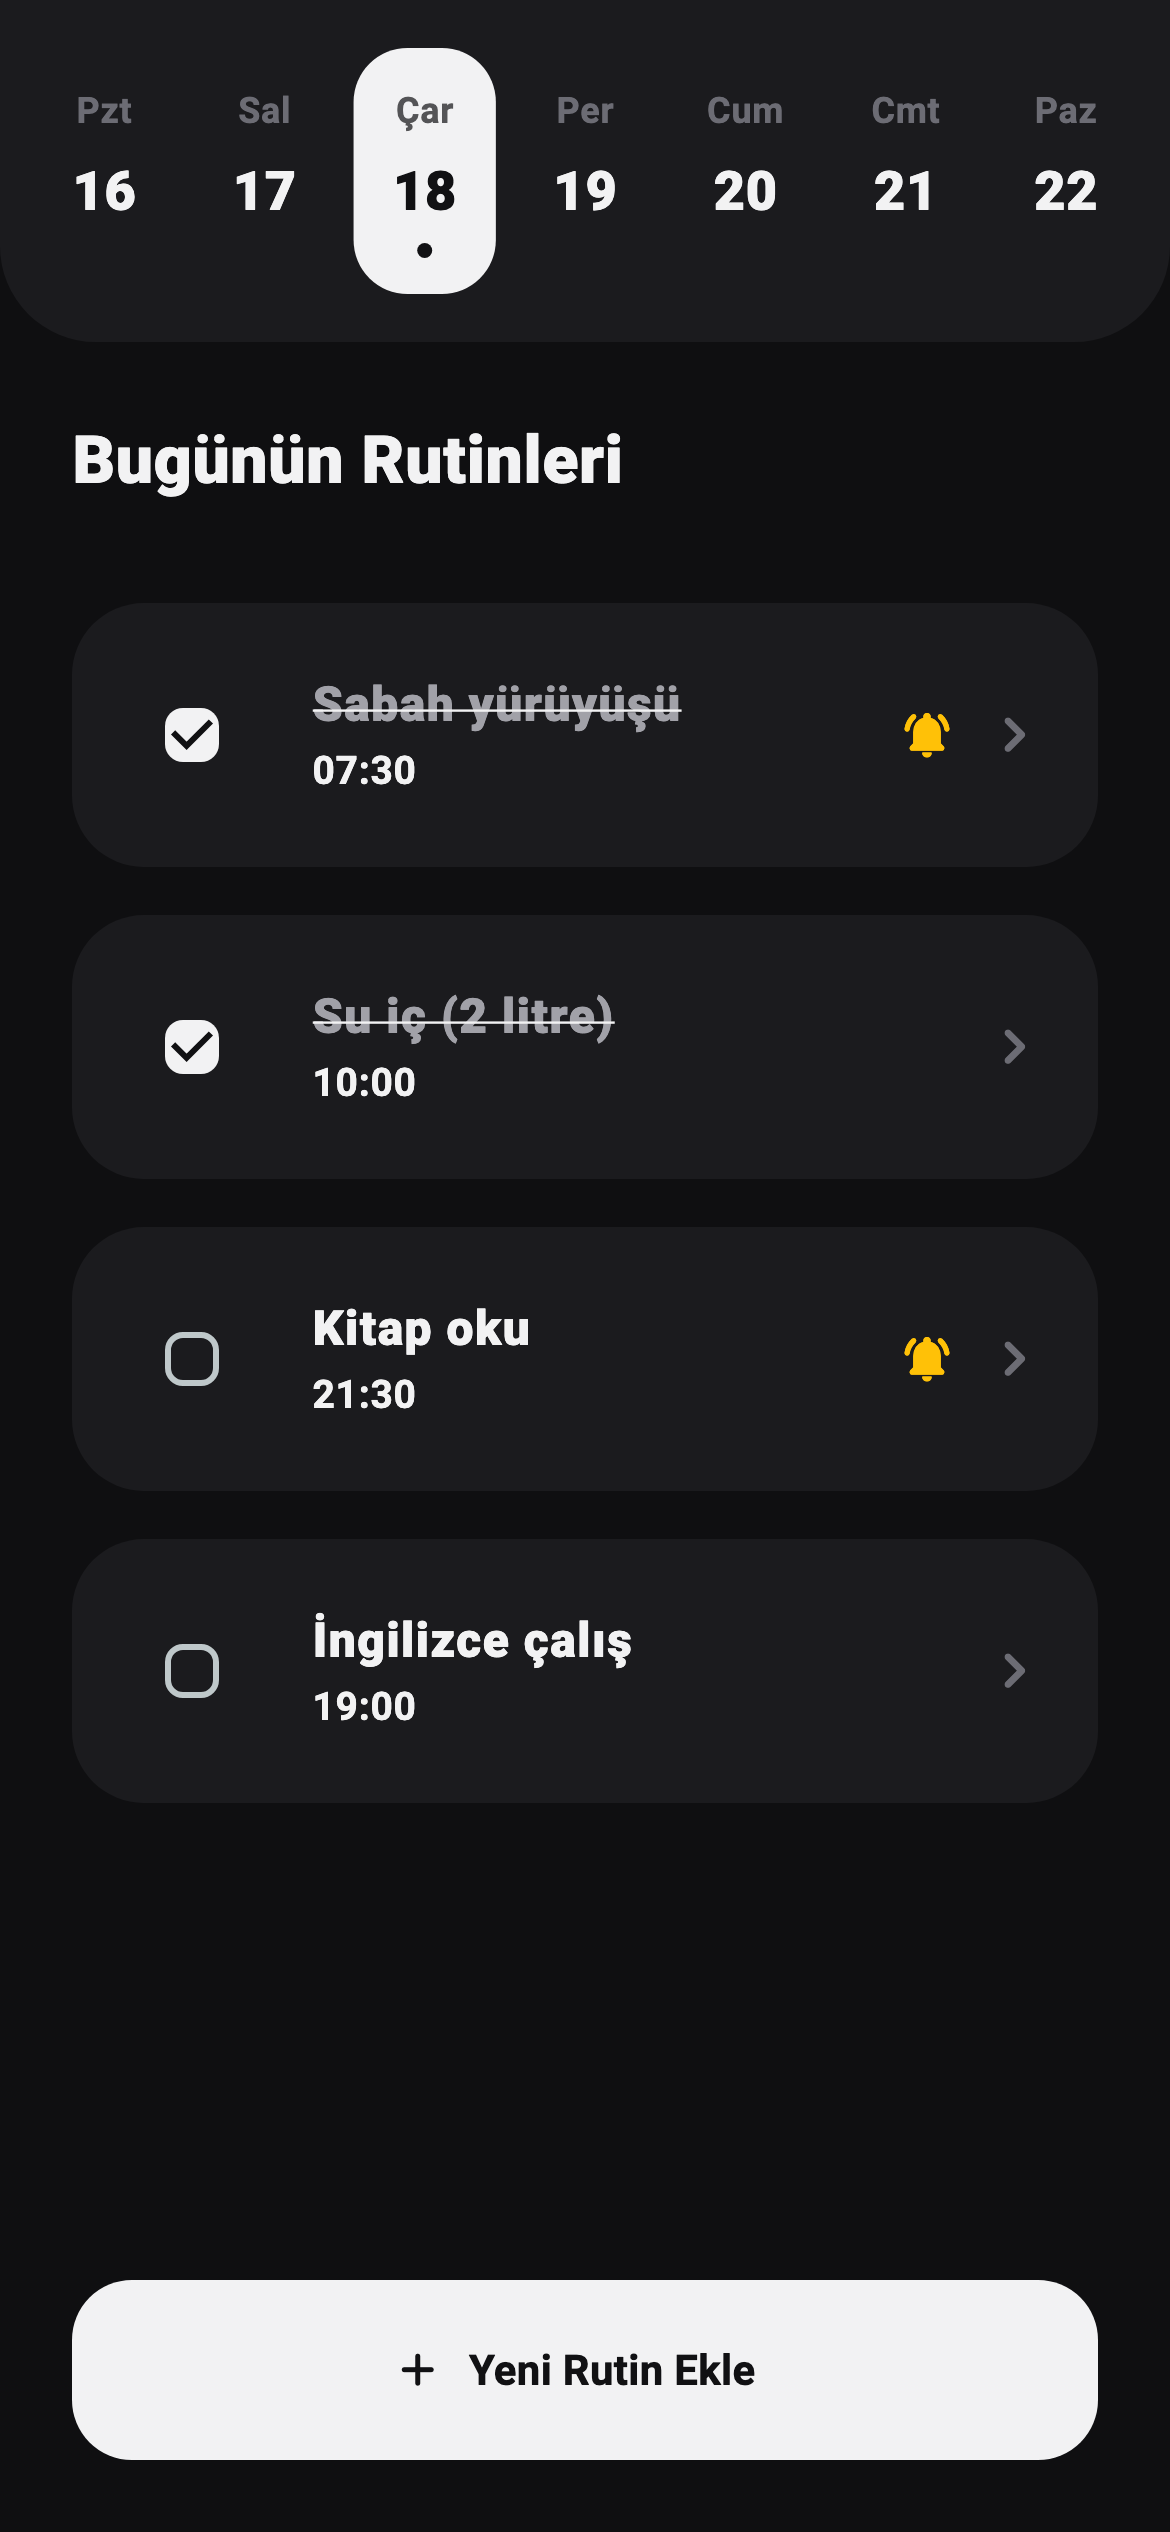 Pzt Sal Çar Per Cum Cmt Paz
16 17 18 19 20 21 22
Bugünün Rutinleri
Sabah yürüyüşü
07:30
Su iç (2 litre)
10:00
Kitap oku
21:30
İngilizce çalış
19:00
Yeni Rutin Ekle